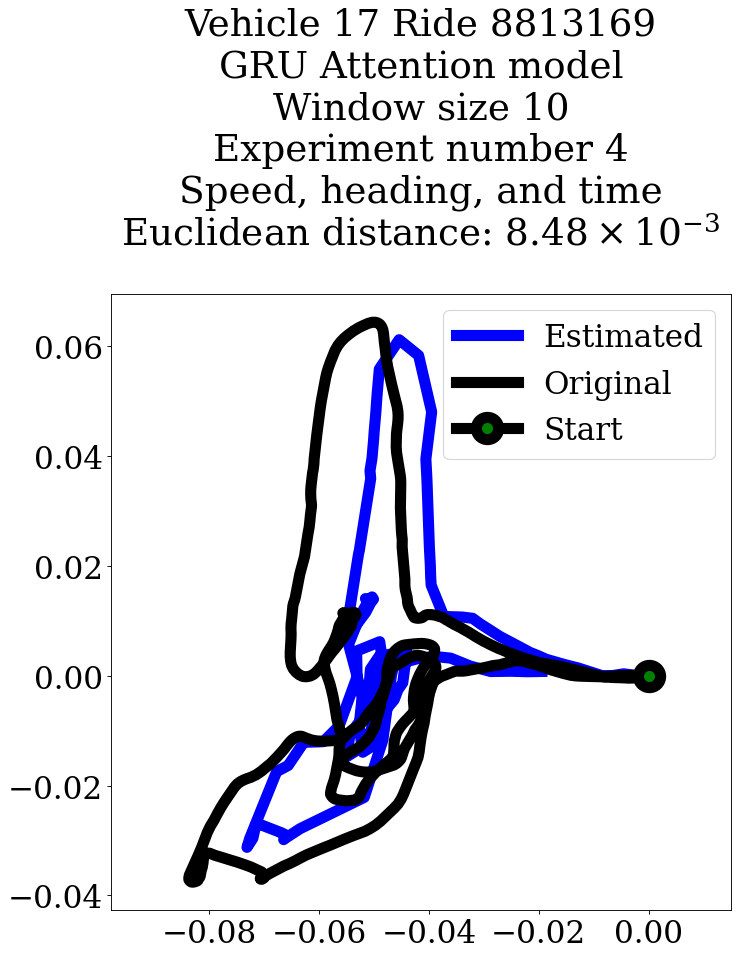 Vehicle 17 Ride 8813169
GRU Attention model
Window size 10
Experiment number 4
Speed, heading, and time
Euclidean distance: 8.48 × 10⁻³
Estimated
Original
Start
0.06
0.04
0.02
0.00
−0.02
−0.04
−0.08 −0.06 −0.04 −0.02 0.00